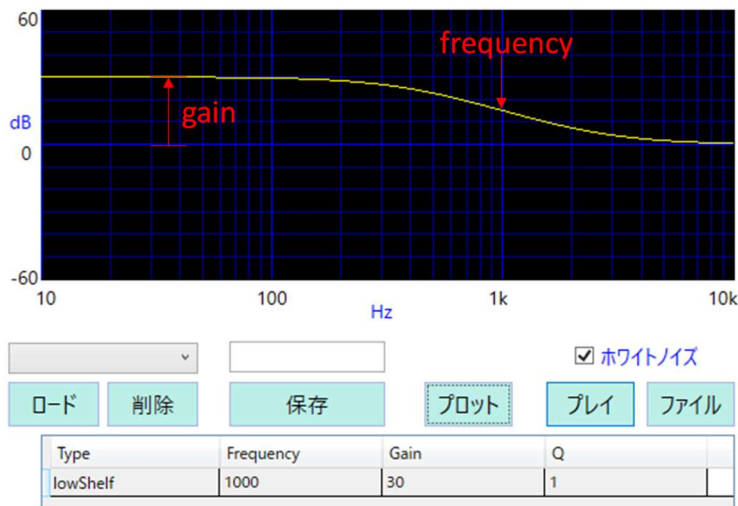 60
frequency
gain
dB
0
-60
10 100 1k 10k
Hz
ホワイトノイズ
ロード 削除 保存 プロット プレイ ファイル
Type Frequency Gain Q
lowShelf 1000 30 1